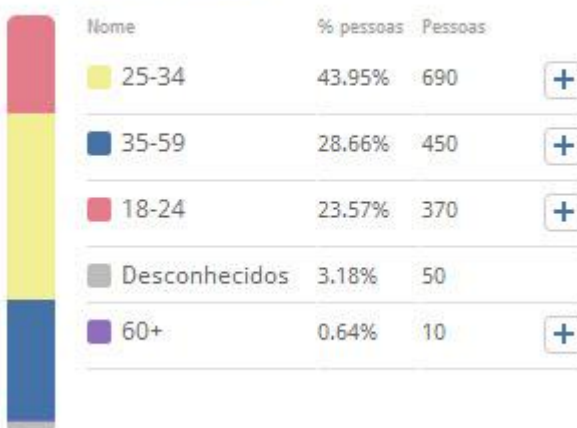 Nome % pessoas Pessoas
25-34 43.95% 690 +
35-59 28.66% 450 +
18-24 23.57% 370 +
Desconhecidos 3.18% 50
60+ 0.64% 10 +